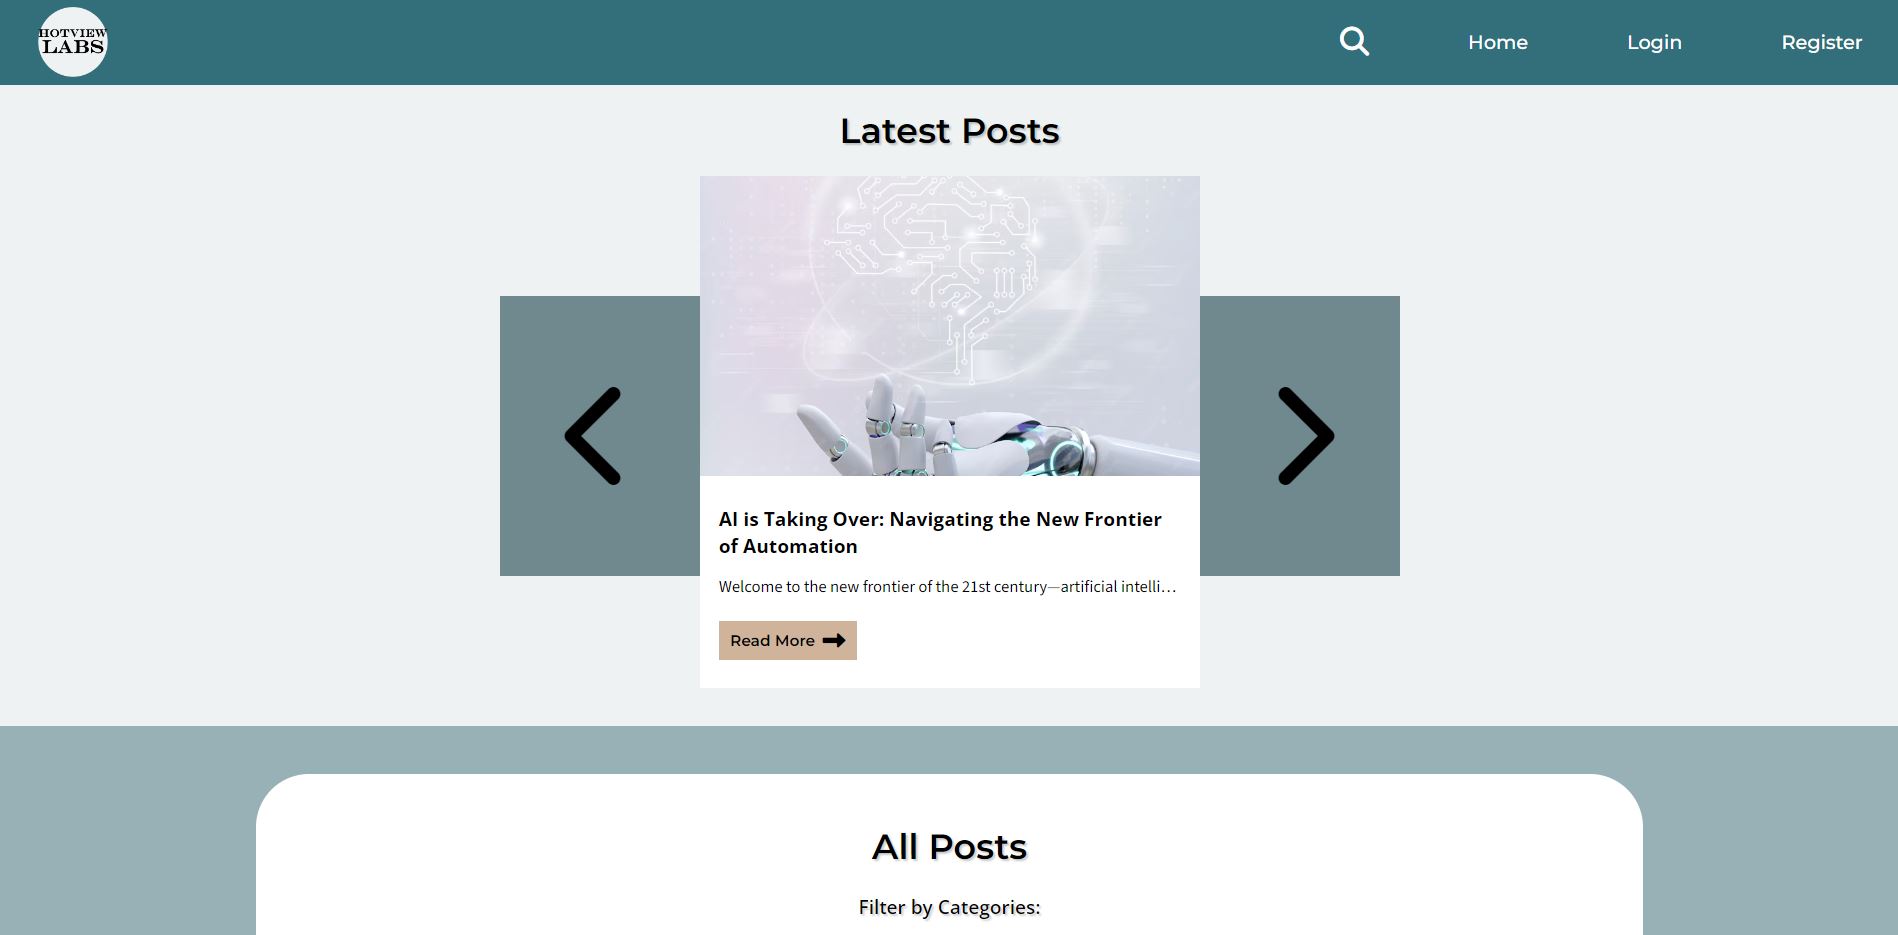 HOTVIEW
LABS
Home
Login
Register
Latest Posts
AI is Taking Over: Navigating the New Frontier
of Automation
Welcome to the new frontier of the 21st century—artificial intelli...
Read More
All Posts
Filter by Categories: